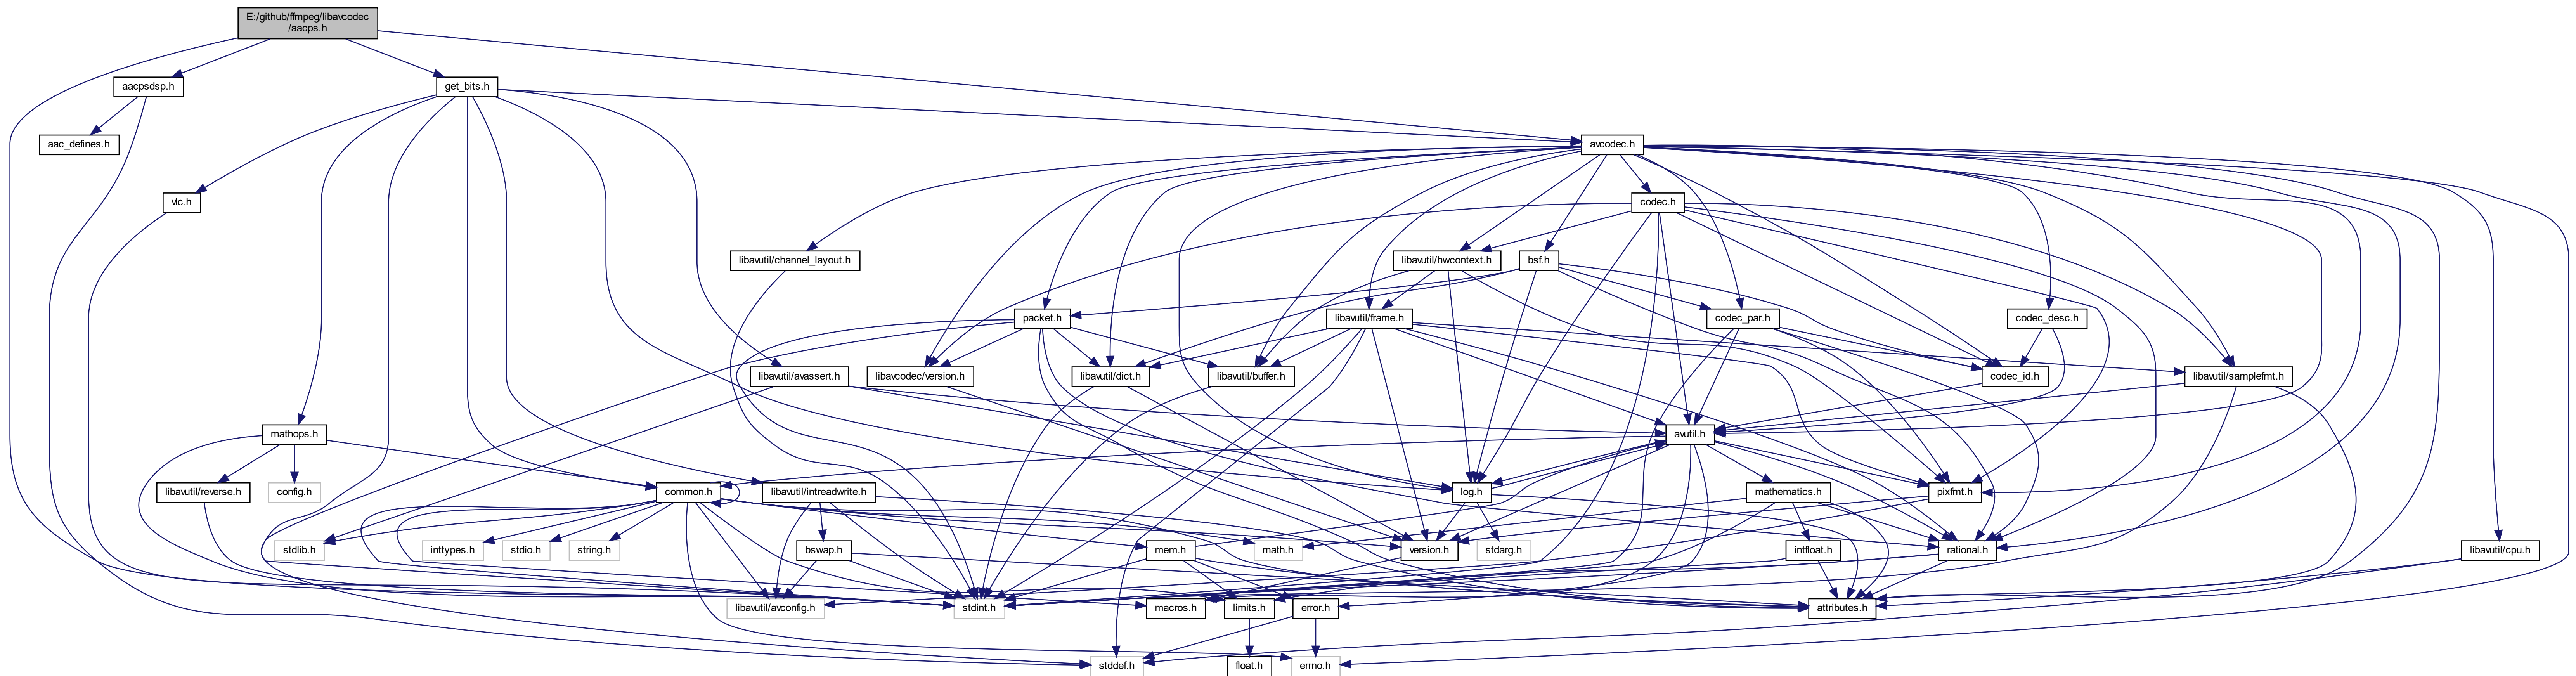 E:/github/ffmpeg/libavcodec
/aacps.h
aacpsdsp.h
get_bits.h
aac_defines.h
avcodec.h
vlc.h
codec.h
libavutil/channel_layout.h
libavutil/hwcontext.h
bsf.h
packet.h
libavutil/frame.h
codec_par.h
codec_desc.h
libavutil/avassert.h
libavcodec/version.h
libavutil/dict.h
libavutil/buffer.h
codec_id.h
libavutil/samplefmt.h
mathops.h
avutil.h
libavutil/reverse.h
config.h
common.h
libavutil/intreadwrite.h
log.h
mathematics.h
pixfmt.h
stdlib.h
inttypes.h
stdio.h
string.h
bswap.h
mem.h
math.h
version.h
stdarg.h
intfloat.h
rational.h
libavutil/cpu.h
libavutil/avconfig.h
stdint.h
macros.h
limits.h
error.h
attributes.h
stddef.h
float.h
errno.h